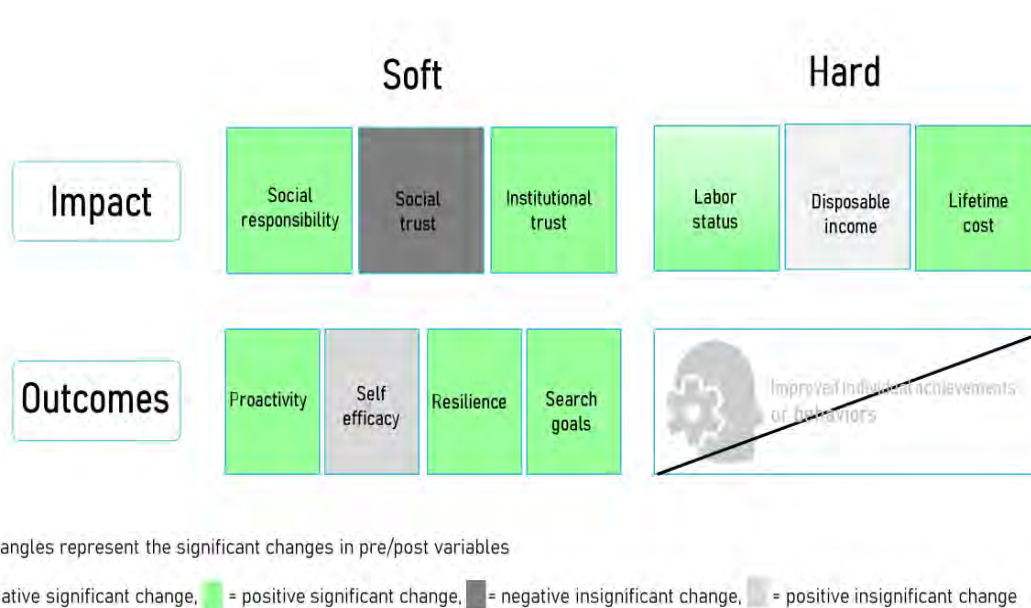 Soft
Hard
Impact
Social
responsibility
Social
trust
Institutional
trust
Labor
status
Disposable
income
Lifetime
cost
Outcomes
Proactivity
Self
efficacy
Resilience
Search
goals
Improved individual achievements
or behaviors
angles represent the significant changes in pre/post variables
ative significant change, = positive significant change, = negative insignificant change, = positive insignificant change